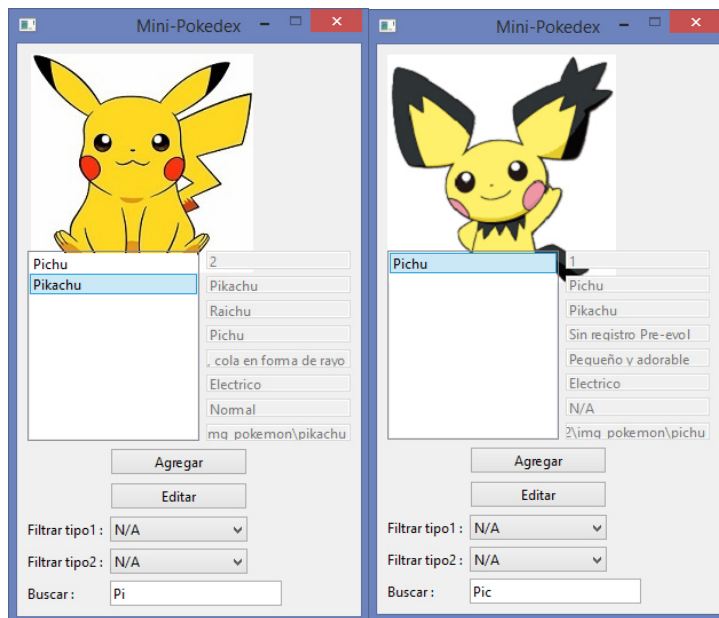 Mini-Pokedex
Pichu
Pikachu
2
Pikachu
Raichu
Pichu
, cola en forma de rayo
Electrico
Normal
mg_pokemon\pikachu
Agregar
Editar
Filtrar tipo1 : N/A
Filtrar tipo2 : N/A
Buscar : Pi
Mini-Pokedex
Pichu
1
Pichu
Pikachu
Sin registro Pre-evol
Pequeño y adorable
Electrico
N/A
2\img_pokemon\pichu
Agregar
Editar
Filtrar tipo1 : N/A
Filtrar tipo2 : N/A
Buscar : Pic